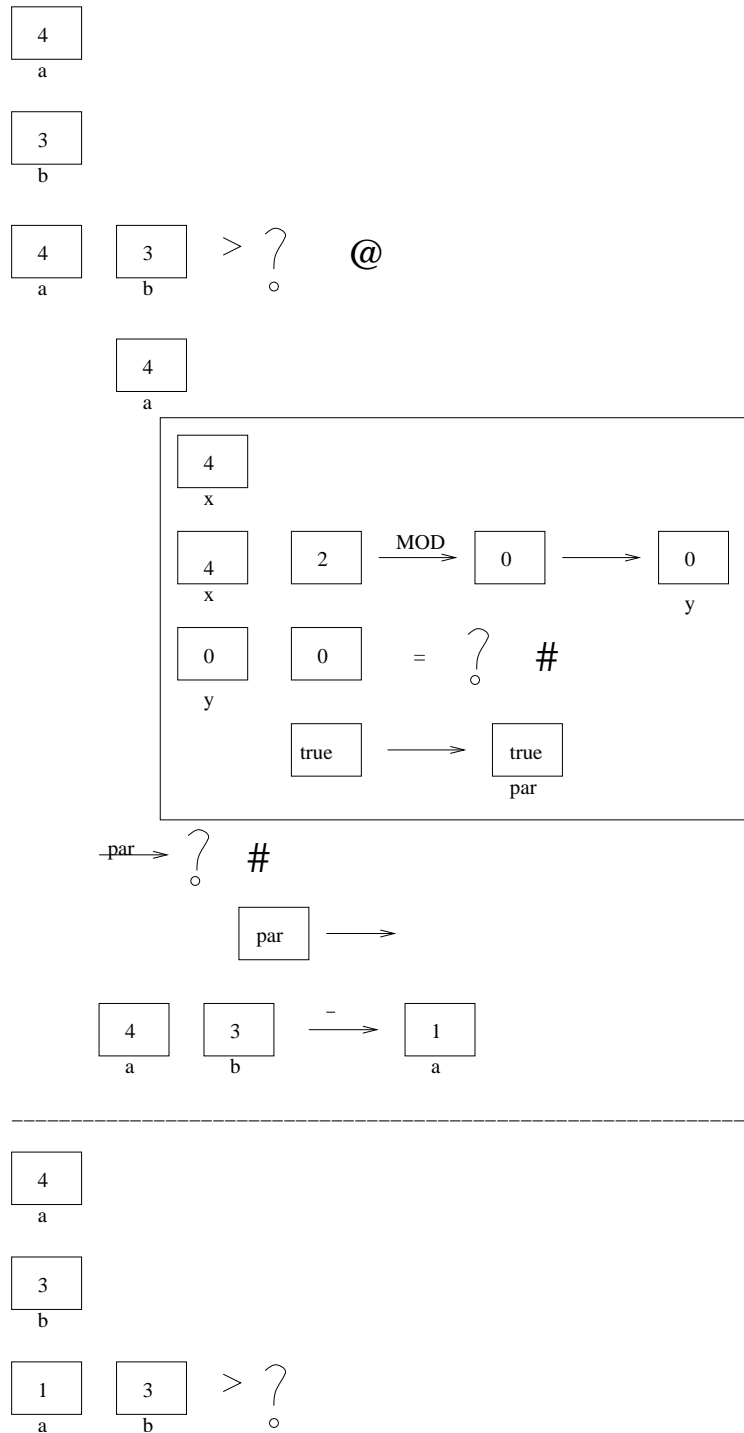 4
a
3
b
4 3 > ? @
a b
4
a
4
x
4 2 MOD 0 0
x y
0 0 = ? #
y
true true
par
par ? #
par
4 3 - 1
a b a
4
a
3
b
1 3 > ?
a b